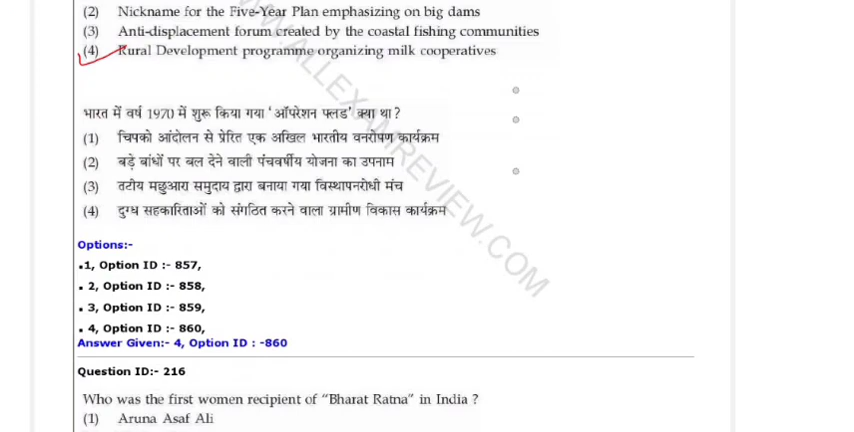 (2) Nickname for the Five-Year Plan emphasizing on big dams
(3) Anti-displacement forum created by the coastal fishing communities
(4) Rural Development programme organizing milk cooperatives
भारत में वर्ष 1970 में शुरू किया गया ‘ऑपरेशन फ्लड’ क्या था ?
(1) चिपको आंदोलन से प्रेरित एक अखिल भारतीय वनरोपण कार्यक्रम
(2) बड़े बांधों पर बल देने वाली पंचवर्षीय योजना का उपनाम
(3) तटीय मछुआरा समुदाय द्वारा बनाया गया विस्थापनरोधी मंच
(4) दुग्ध सहकारिताओं को संगठित करने वाला ग्रामीण विकास कार्यक्रम
Options:-
1, Option ID :- 857,
2, Option ID :- 858,
3, Option ID :- 859,
4, Option ID :- 860,
Answer Given:- 4, Option ID : -860
Question ID:- 216
Who was the first women recipient of “Bharat Ratna” in India ?
(1) Aruna Asaf Ali
WWW.ALLEXAMREVIEW.COM